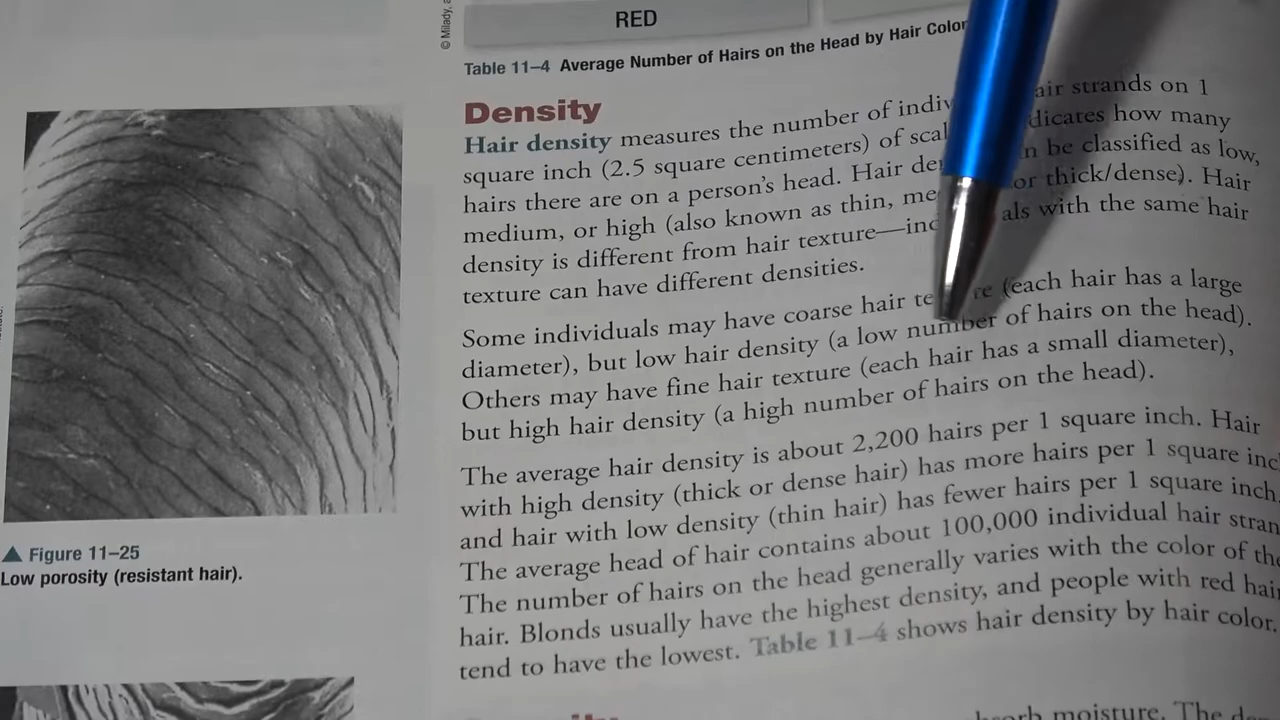 © Milady, a
RED
Table 11–4 Average Number of Hairs on the Head by Hair Color
Density
Hair density measures the number of indiv air strands on 1
square inch (2.5 square centimeters) of scal dicates how many
hairs there are on a person's head. Hair de n be classified as low,
medium, or high (also known as thin, me or thick/dense). Hair
density is different from hair texture—ind als with the same hair
texture can have different densities.
Some individuals may have coarse hair te re (each hair has a large
diameter), but low hair density (a low number of hairs on the head).
Others may have fine hair texture (each hair has a small diameter),
but high hair density (a high number of hairs on the head).
The average hair density is about 2,200 hairs per 1 square inch. Hair
with high density (thick or dense hair) has more hairs per 1 square inc
and hair with low density (thin hair) has fewer hairs per 1 square inch
The average head of hair contains about 100,000 individual hair stran
The number of hairs on the head generally varies with the color of the
hair. Blonds usually have the highest density, and people with red hair
tend to have the lowest. Table 11–4 shows hair density by hair color.
moisture. The
▲ Figure 11–25
Low porosity (resistant hair).